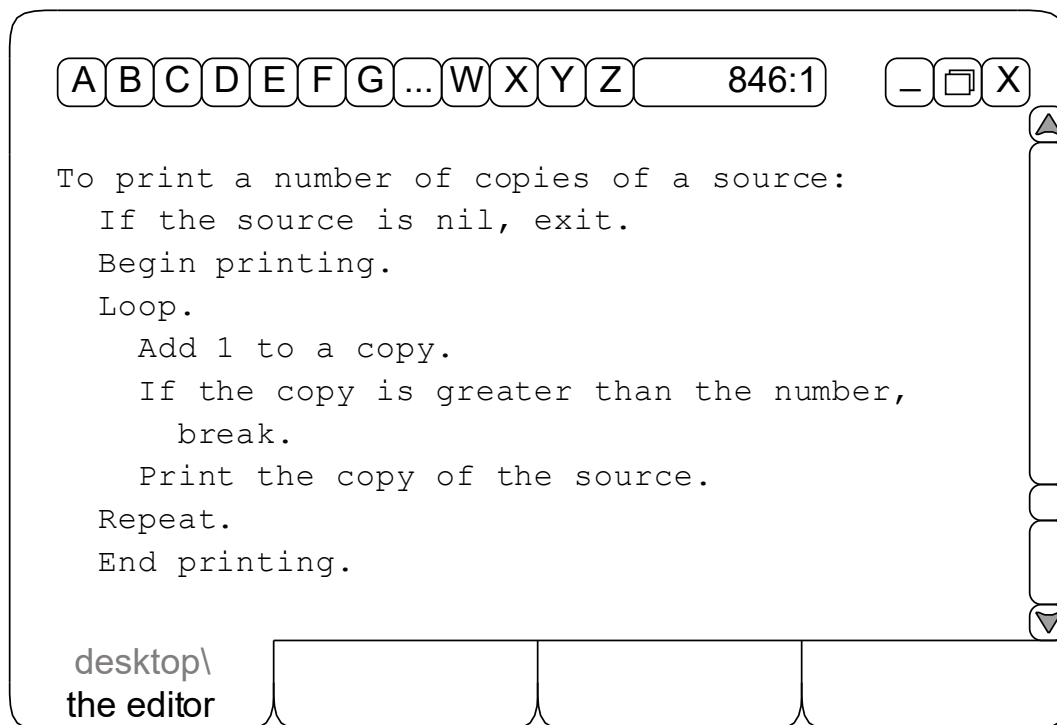 A B C D E F G ... W X Y Z 846:1 _ X
To print a number of copies of a source:
If the source is nil, exit.
Begin printing.
Loop.
Add 1 to a copy.
If the copy is greater than the number,
break.
Print the copy of the source.
Repeat.
End printing.
desktop\
the editor